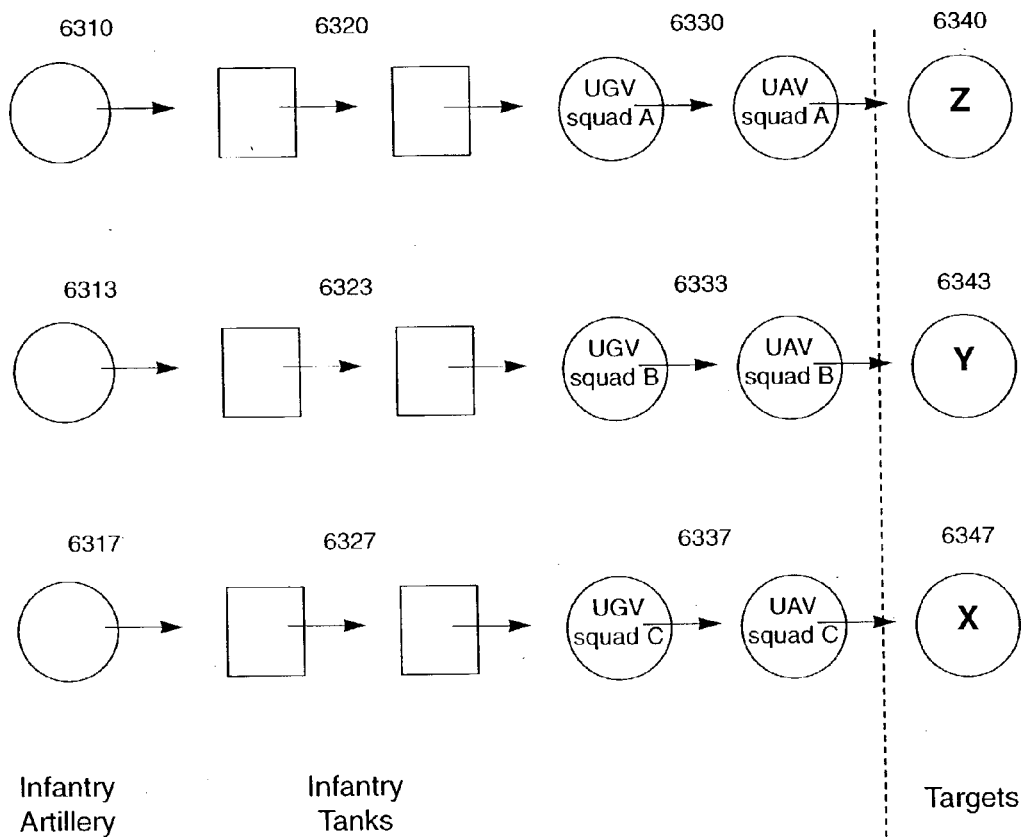 6310 6320 6330 6340
UGV
squad A
UAV
squad A
Z
6313 6323 6333 6343
UGV
squad B
UAV
squad B
Y
6317 6327 6337 6347
UGV
squad C
UAV
squad C
X
Infantry
Artillery
Infantry
Tanks
Targets